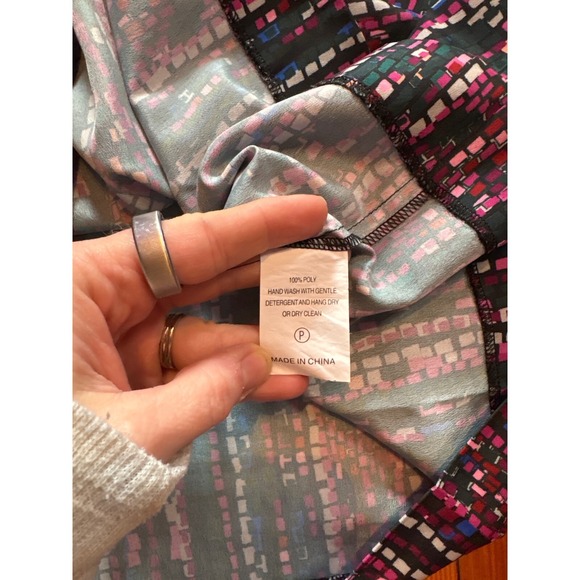 100% POLY
HAND WASH WITH GENTLE
DETERGENT AND HANG DRY
OR DRY CLEAN
P
MADE IN CHINA